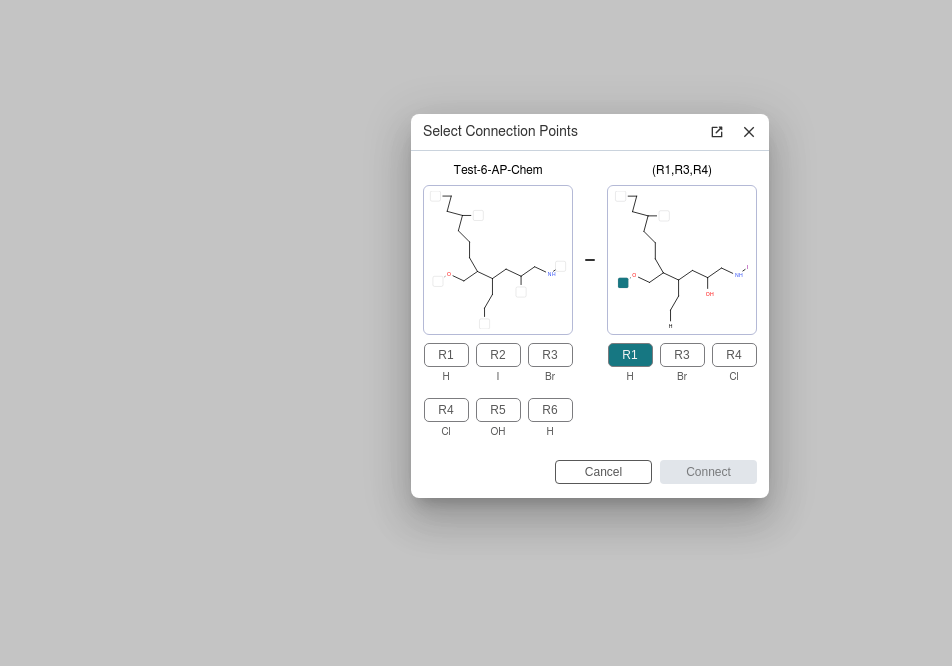 Select Connection Points
Test-6-AP-Chem
(R1,R3,R4)
O
NH
O
NH
I
OH
H
R1 R2 R3
H I Br
R4 R5 R6
Cl OH H
R1 R3 R4
H Br Cl
Cancel
Connect